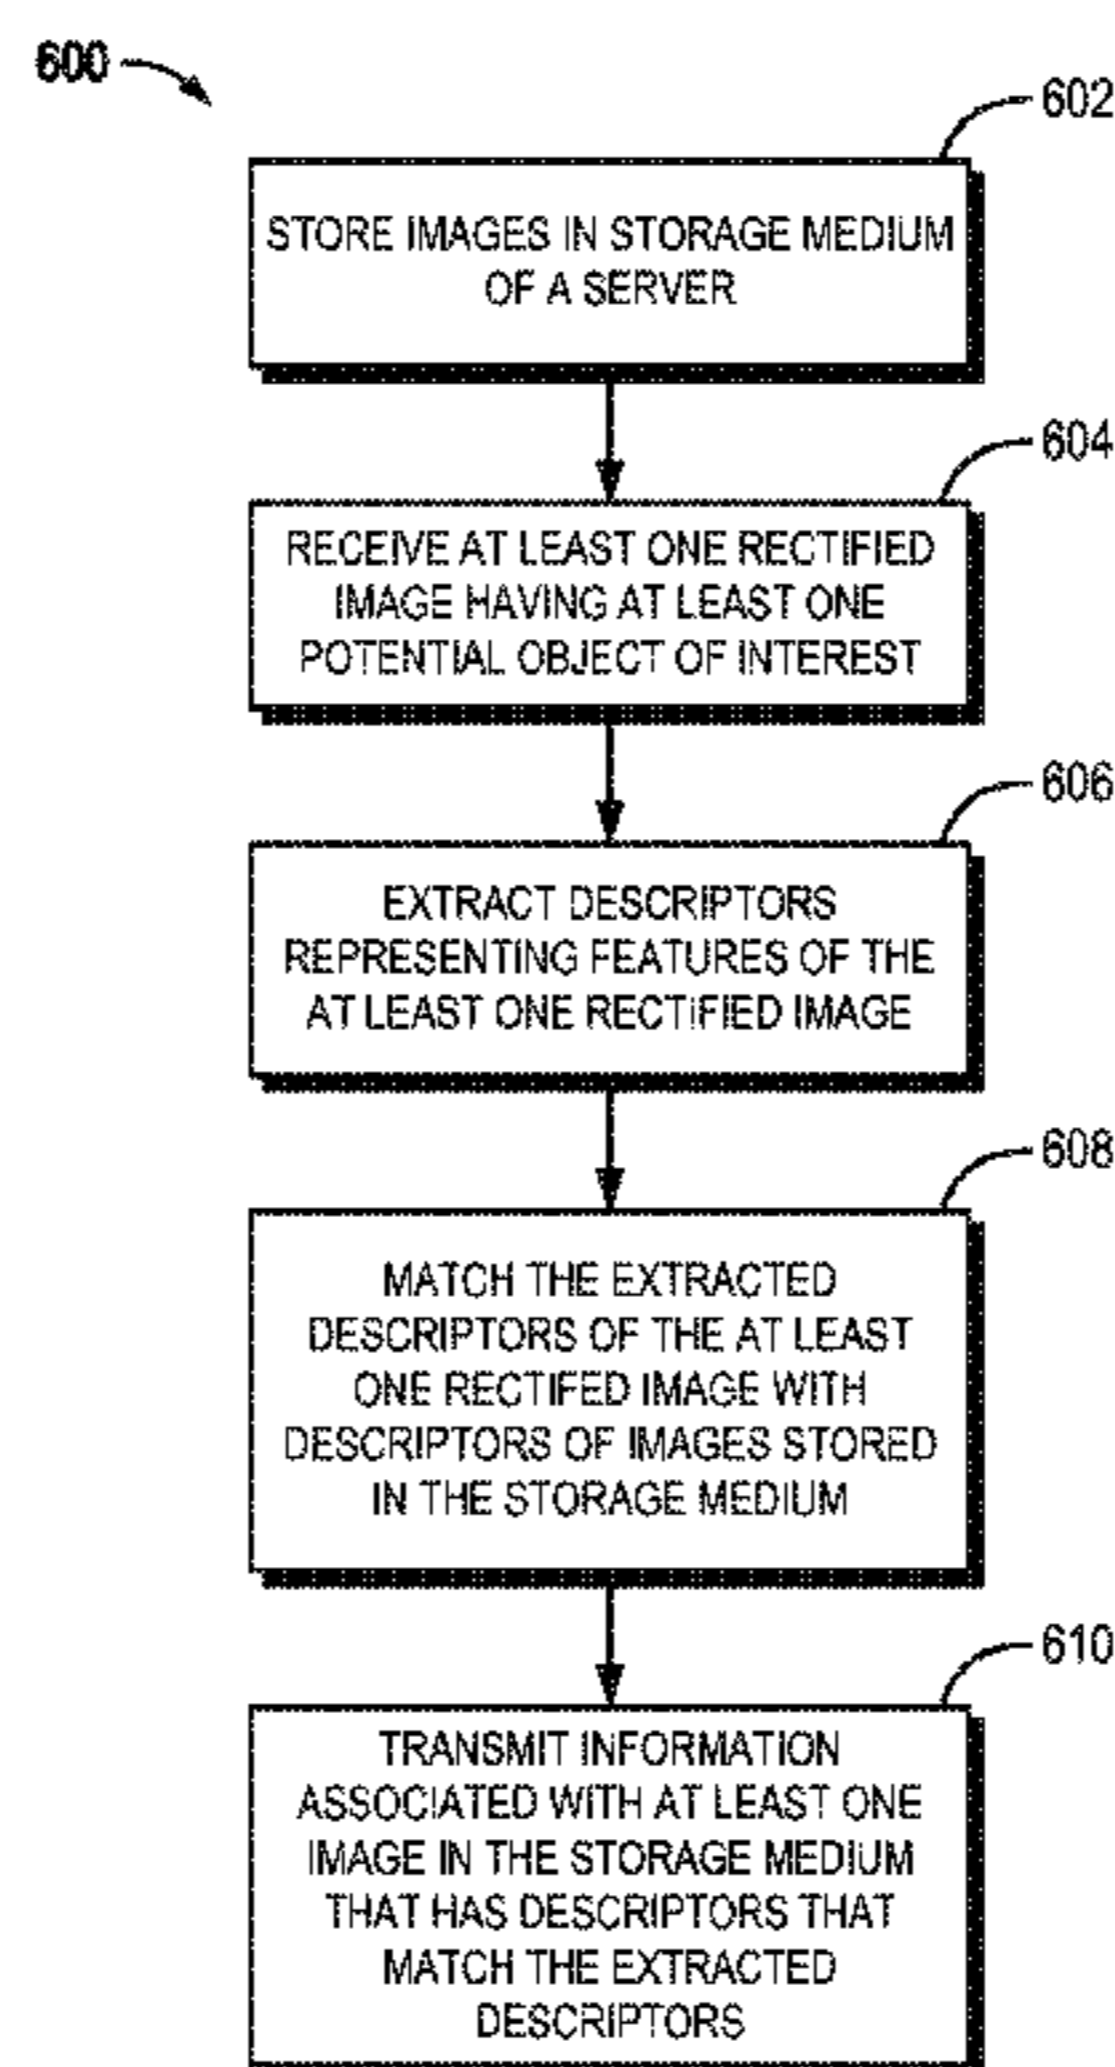 600
602
STORE IMAGES IN STORAGE MEDIUM
OF A SERVER
604
RECEIVE AT LEAST ONE RECTIFIED
IMAGE HAVING AT LEAST ONE
POTENTIAL OBJECT OF INTEREST
606
EXTRACT DESCRIPTORS
REPRESENTING FEATURES OF THE
AT LEAST ONE RECTIFIED IMAGE
608
MATCH THE EXTRACTED
DESCRIPTORS OF THE AT LEAST
ONE RECTIFED IMAGE WITH
DESCRIPTORS OF IMAGES STORED
IN THE STORAGE MEDIUM
610
TRANSMIT INFORMATION
ASSOCIATED WITH AT LEAST ONE
IMAGE IN THE STORAGE MEDIUM
THAT HAS DESCRIPTORS THAT
MATCH THE EXTRACTED
DESCRIPTORS